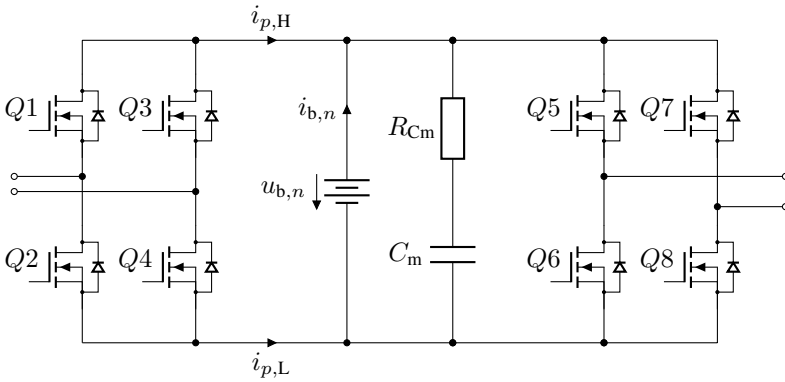 i_{p,H}
Q1 Q3 i_{b,n} R_{Cm} Q5 Q7
u_{b,n}
Q2 Q4 C_m Q6 Q8
i_{p,L}